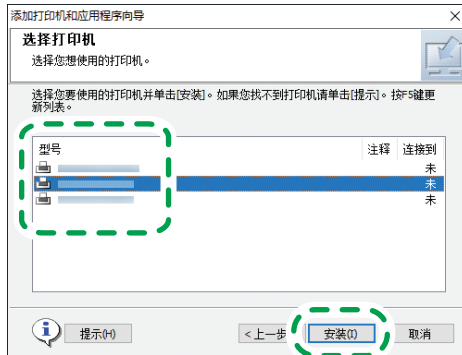 添加打印机和应用程序向导
选择打印机
选择您想使用的打印机。
选择您要使用的打印机并单击[安装]。如果您找不到打印机请单击[提示]。按F5键更
新列表。
型号 注释 连接到
未
未
未
提示(H) <上一步 安装(I) 取消